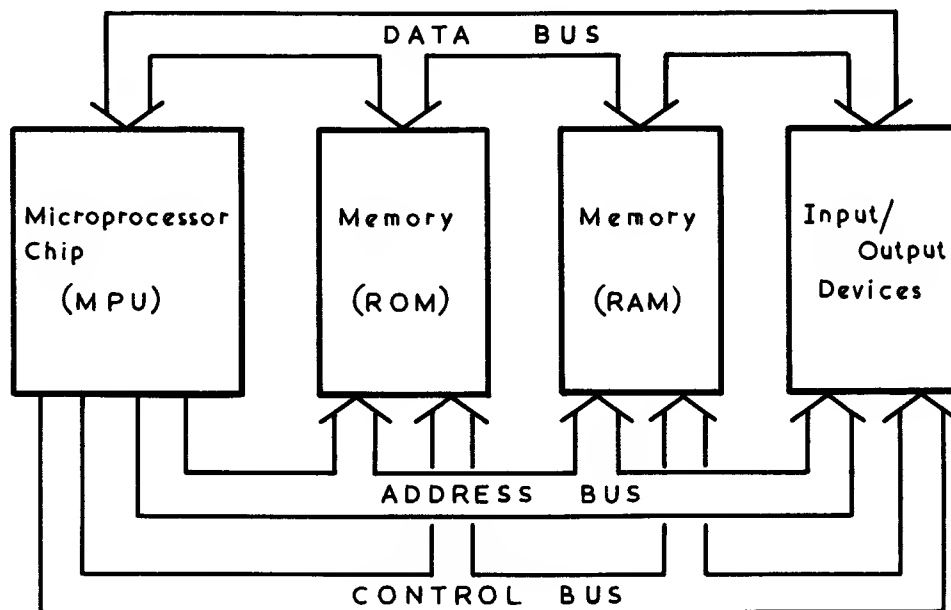 DATA BUS
Microprocessor
Chip
(MPU)
Memory
(ROM)
Memory
(RAM)
Input/
Output
Devices
ADDRESS BUS
CONTROL BUS